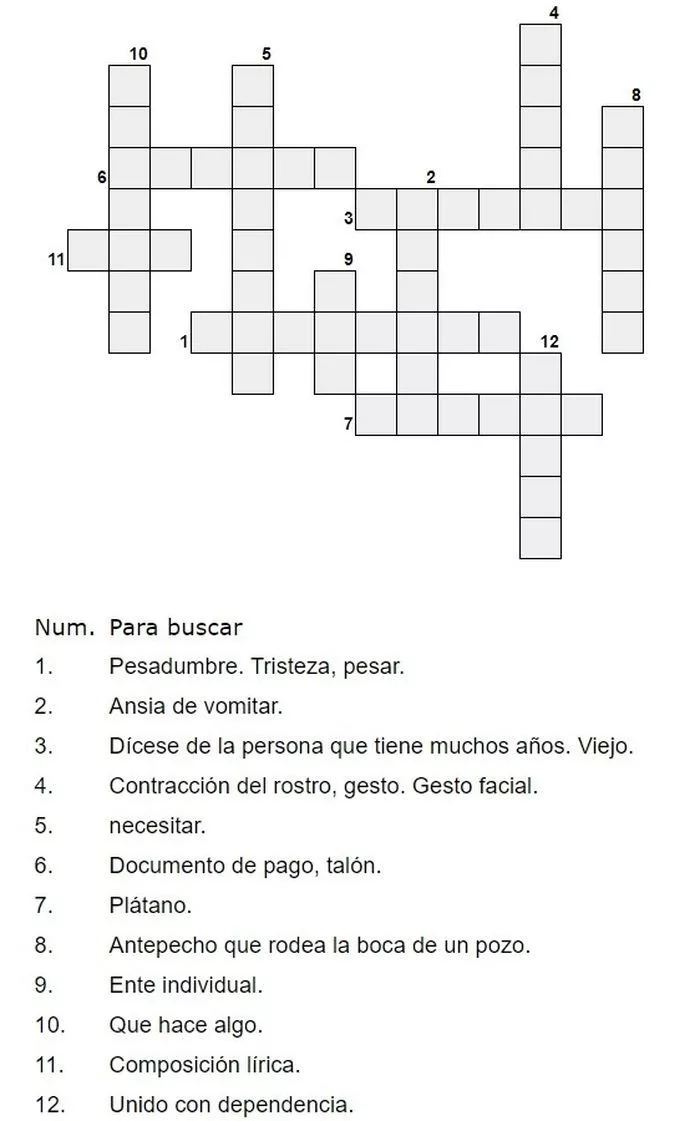 4
10 5
8
6 2
3
11 9
1 12
7
Num. Para buscar
1. Pesadumbre. Tristeza, pesar.
2. Ansia de vomitar.
3. Dícese de la persona que tiene muchos años. Viejo.
4. Contracción del rostro, gesto. Gesto facial.
5. necesitar.
6. Documento de pago, talón.
7. Plátano.
8. Antepecho que rodea la boca de un pozo.
9. Ente individual.
10. Que hace algo.
11. Composición lírica.
12. Unido con dependencia.